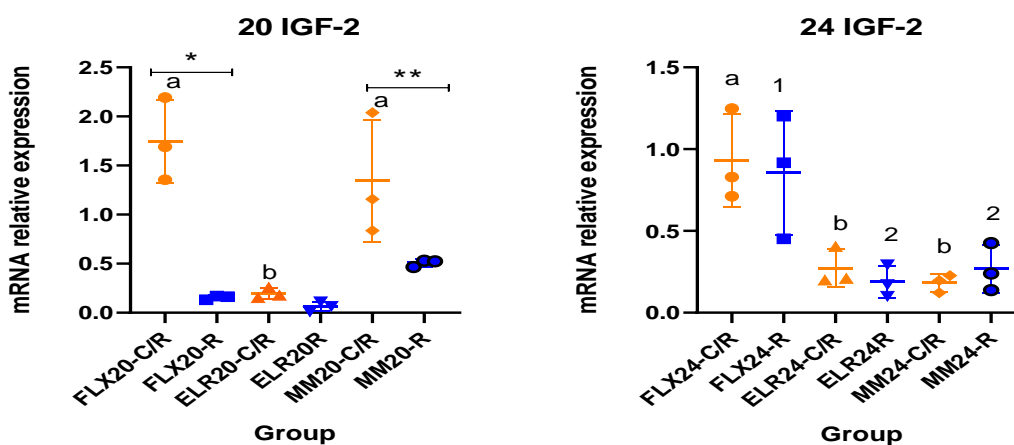 20 IGF-2
mRNA relative expression
2.5
2.0
1.5
1.0
0.5
0.0
*
a
b
a
**
FLX20-C/R
FLX20-R
ELR20-C/R
ELR20R
MM20-C/R
MM20-R
Group
24 IGF-2
mRNA relative expression
1.5
1.0
0.5
0.0
a
1
b
2
b
2
FLX24-C/R
FLX24-R
ELR24-C/R
ELR24R
MM24-C/R
MM24-R
Group